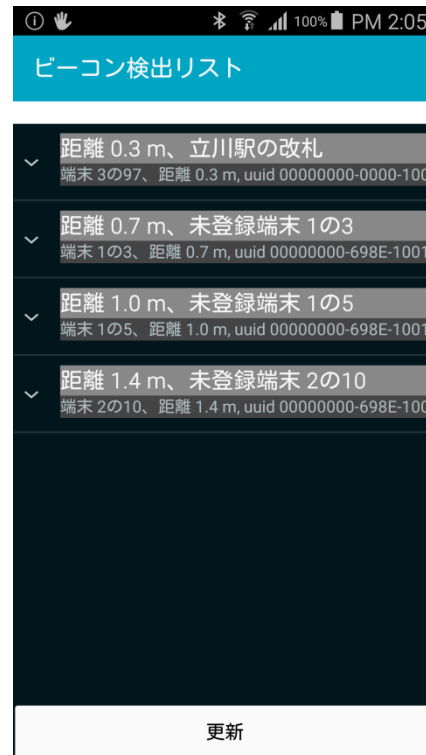 100% PM 2:05
ビーコン検出リスト
距離 0.3 m、立川駅の改札
端末 3の97、距離 0.3 m, uuid 00000000-0000-100
距離 0.7 m、未登録端末 1の3
端末 1の3、距離 0.7 m, uuid 00000000-698E-1001
距離 1.0 m、未登録端末 1の5
端末 1の5、距離 1.0 m, uuid 00000000-698E-1001
距離 1.4 m、未登録端末 2の10
端末 2の10、距離 1.4 m, uuid 00000000-698E-100
更新